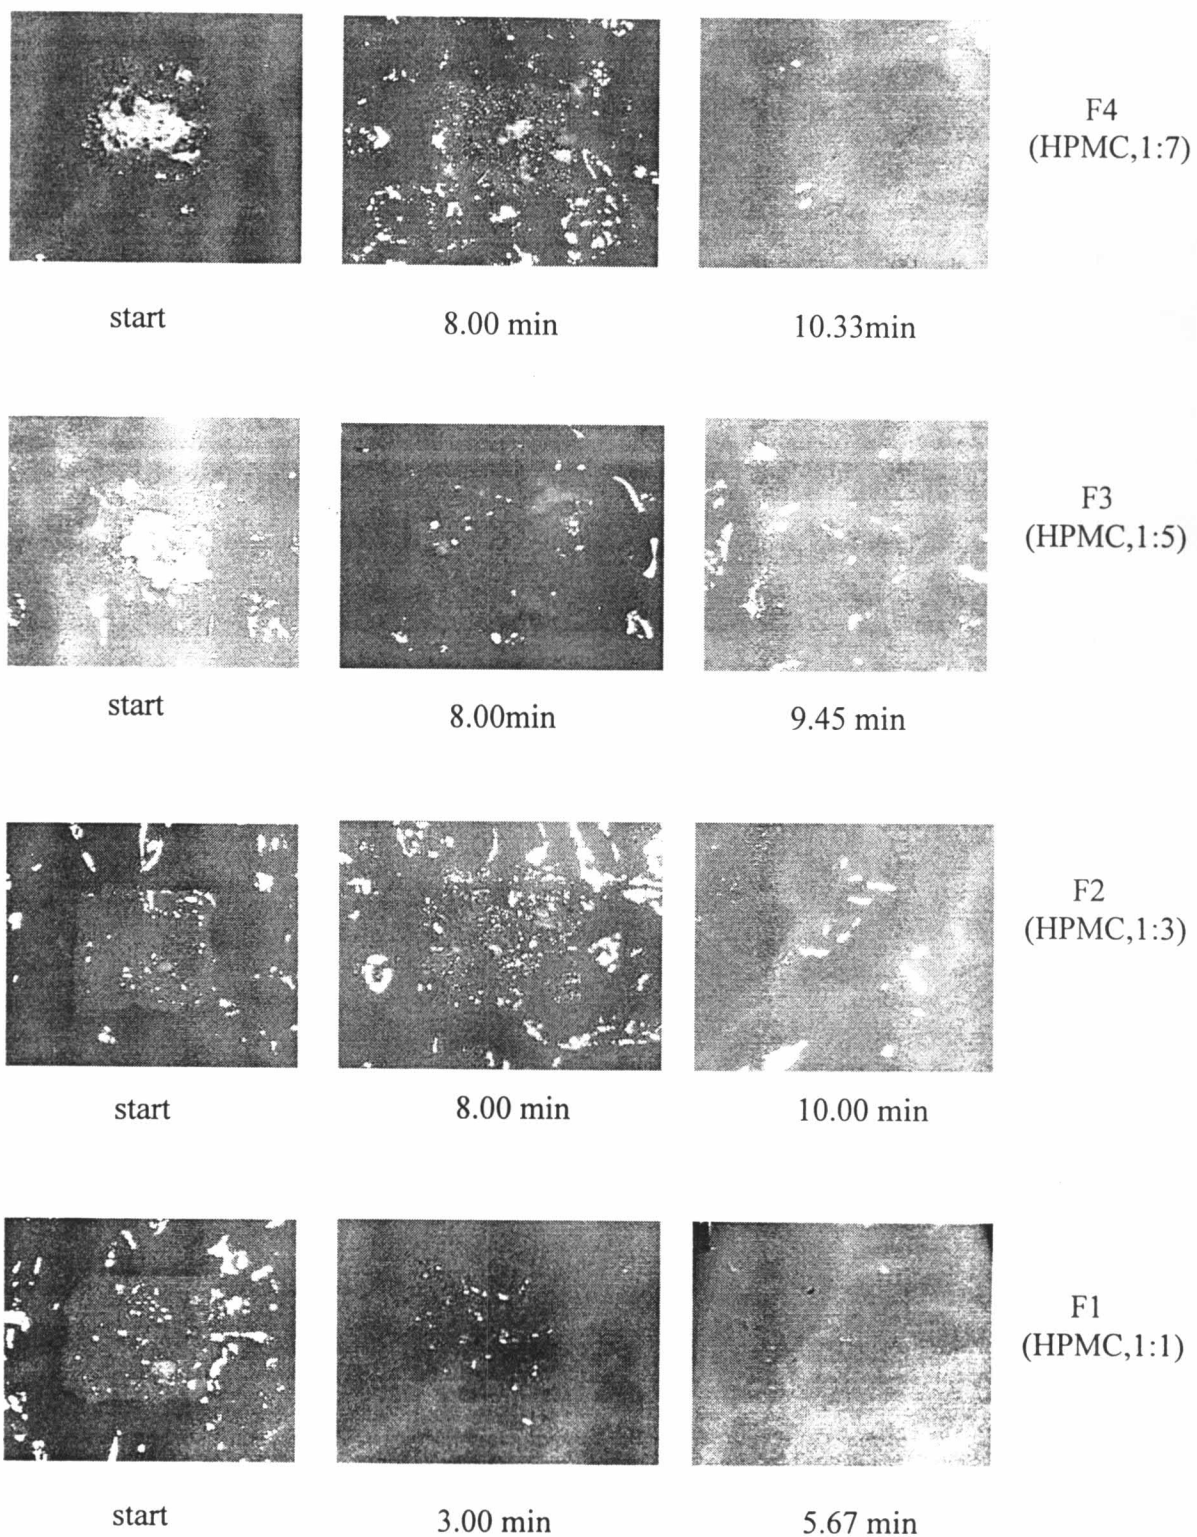 F4
(HPMC,1:7)
start
8.00 min
10.33min
F3
(HPMC,1:5)
start
8.00min
9.45 min
F2
(HPMC,1:3)
start
8.00 min
10.00 min
F1
(HPMC,1:1)
start
3.00 min
5.67 min